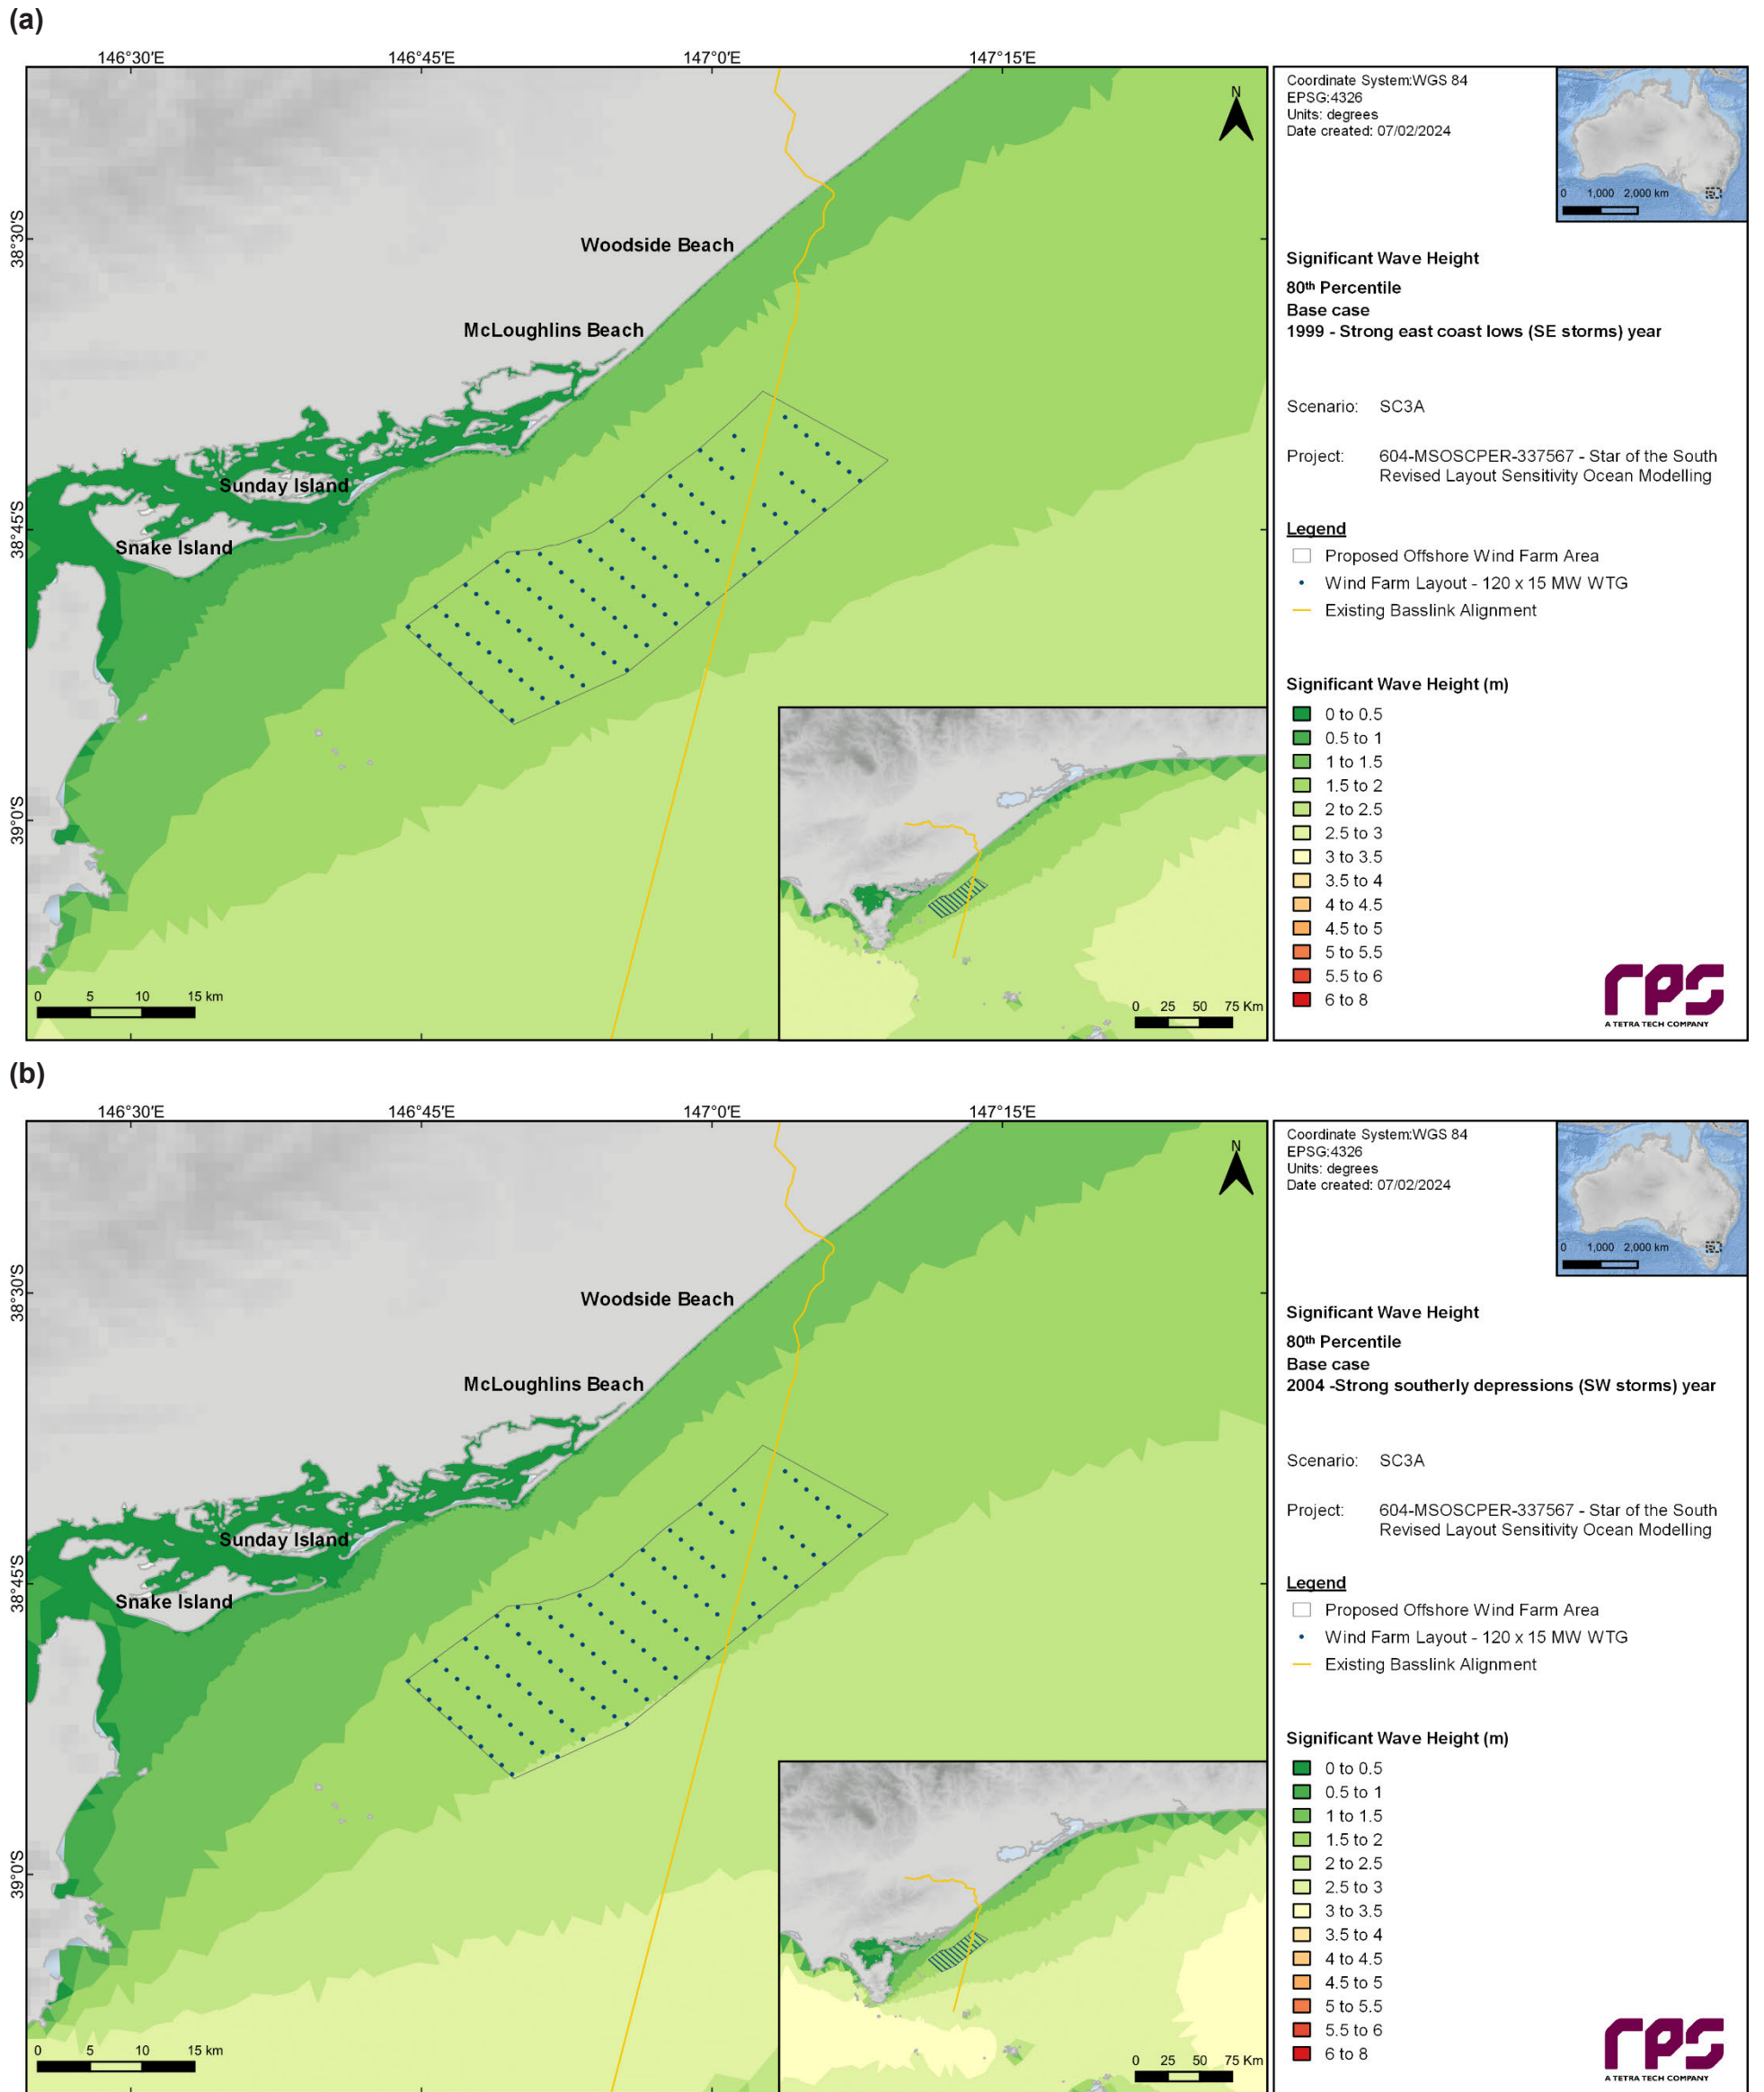 (a)
146°30'E 146°45'E 147°0'E 147°15'E
38°30'S
38°45'S
39°0'S
N
Woodside Beach
McLoughlins Beach
Sunday Island
Snake Island
0 5 10 15 km
0 25 50 75 Km
Coordinate System:WGS 84
EPSG:4326
Units: degrees
Date created: 07/02/2024
0 1,000 2,000 km
Significant Wave Height
80th Percentile
Base case
1999 - Strong east coast lows (SE storms) year
Scenario: SC3A
Project: 604-MSOSCPER-337567 - Star of the South
Revised Layout Sensitivity Ocean Modelling
Legend
Proposed Offshore Wind Farm Area
Wind Farm Layout - 120 x 15 MW WTG
Existing Basslink Alignment
Significant Wave Height (m)
0 to 0.5
0.5 to 1
1 to 1.5
1.5 to 2
2 to 2.5
2.5 to 3
3 to 3.5
3.5 to 4
4 to 4.5
4.5 to 5
5 to 5.5
5.5 to 6
6 to 8
rps
A TETRA TECH COMPANY
(b)
146°30'E 146°45'E 147°0'E 147°15'E
38°30'S
38°45'S
39°0'S
N
Woodside Beach
McLoughlins Beach
Sunday Island
Snake Island
0 5 10 15 km
0 25 50 75 Km
Coordinate System:WGS 84
EPSG:4326
Units: degrees
Date created: 07/02/2024
0 1,000 2,000 km
Significant Wave Height
80th Percentile
Base case
2004 -Strong southerly depressions (SW storms) year
Scenario: SC3A
Project: 604-MSOSCPER-337567 - Star of the South
Revised Layout Sensitivity Ocean Modelling
Legend
Proposed Offshore Wind Farm Area
Wind Farm Layout - 120 x 15 MW WTG
Existing Basslink Alignment
Significant Wave Height (m)
0 to 0.5
0.5 to 1
1 to 1.5
1.5 to 2
2 to 2.5
2.5 to 3
3 to 3.5
3.5 to 4
4 to 4.5
4.5 to 5
5 to 5.5
5.5 to 6
6 to 8
rps
A TETRA TECH COMPANY